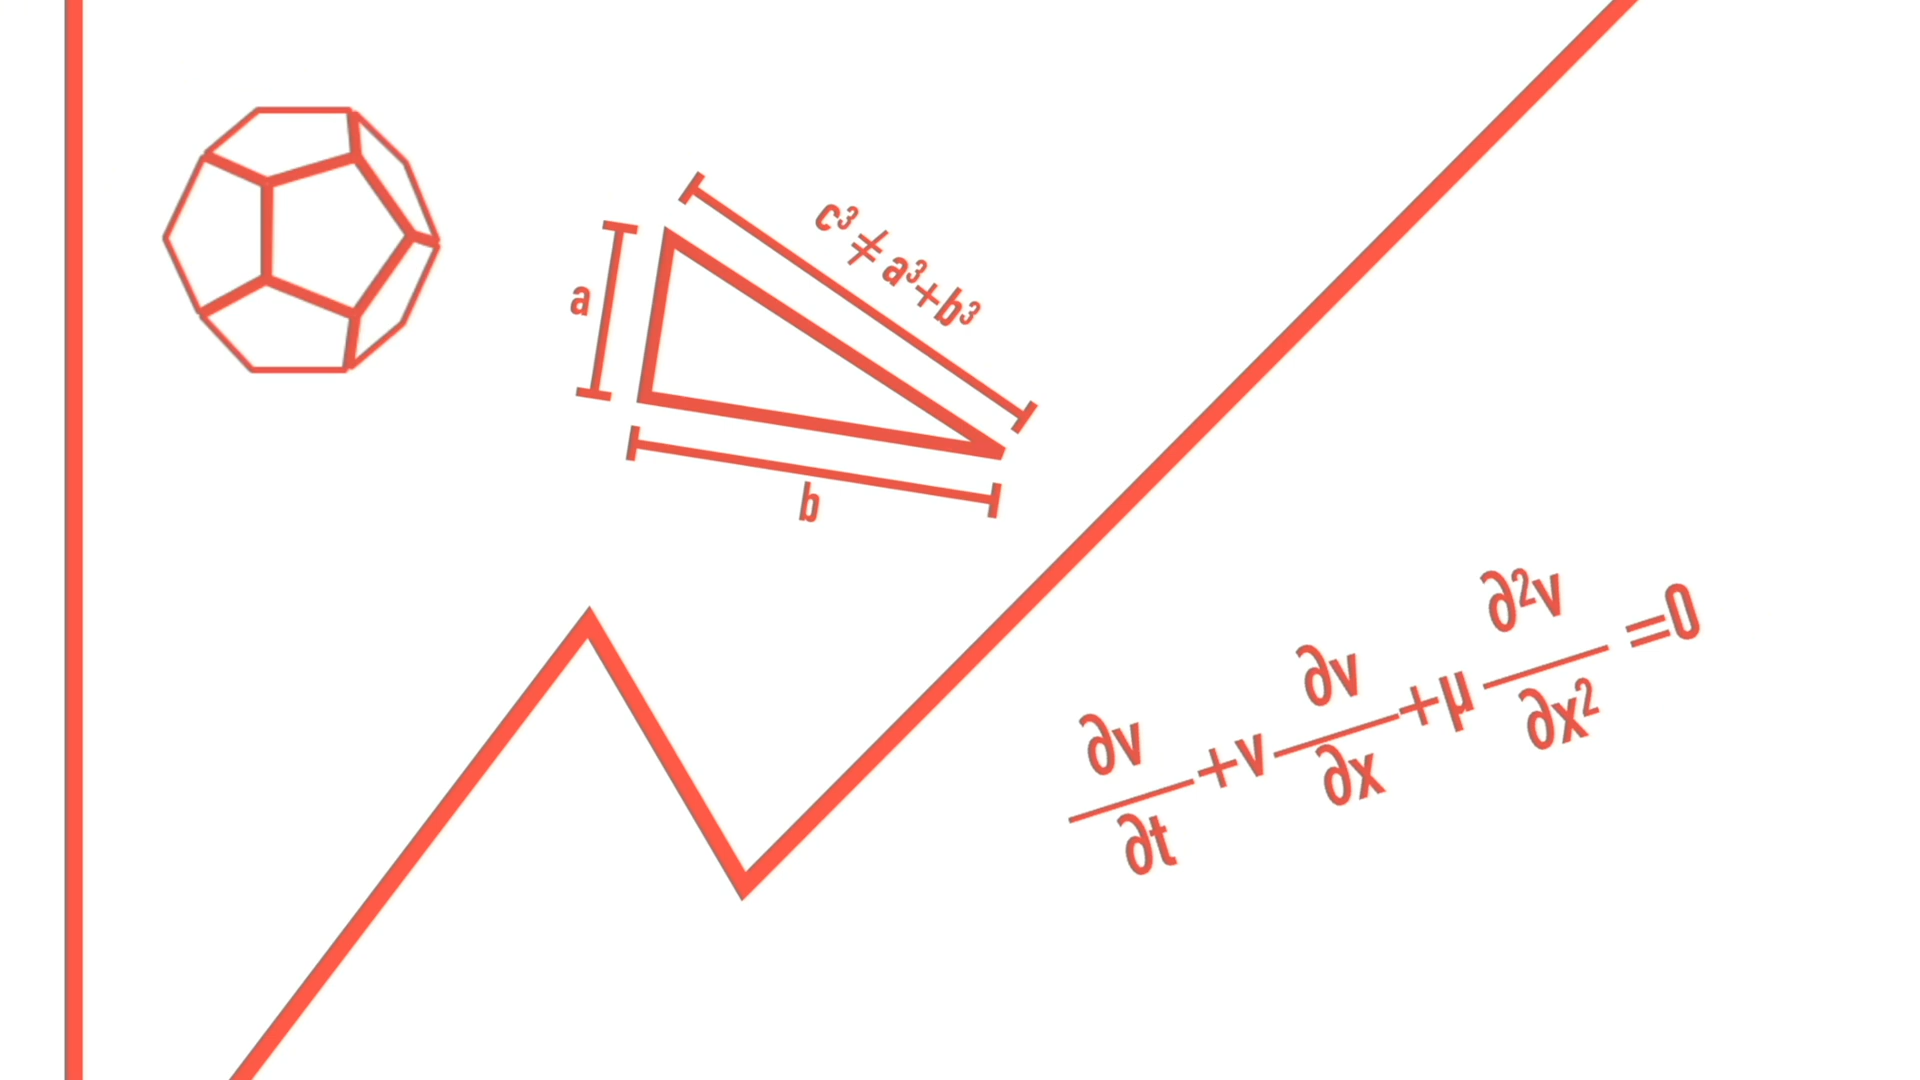 a
c³≠a³+b³
b
∂v/∂t+v∂v/∂x+μ∂²v/∂x²=0